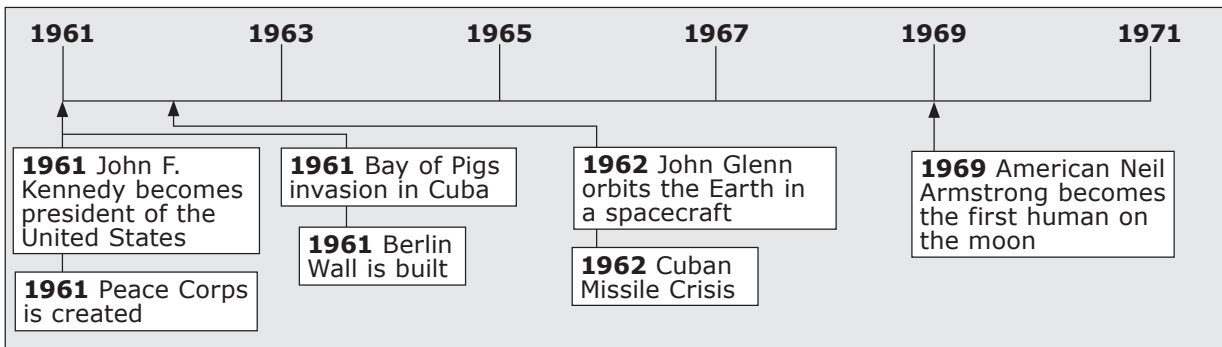 1961 1963 1965 1967 1969 1971
1961 John F.
Kennedy becomes
president of the
United States
1961 Peace Corps
is created
1961 Bay of Pigs
invasion in Cuba
1961 Berlin
Wall is built
1962 John Glenn
orbits the Earth in
a spacecraft
1962 Cuban
Missile Crisis
1969 American Neil
Armstrong becomes
the first human on
the moon